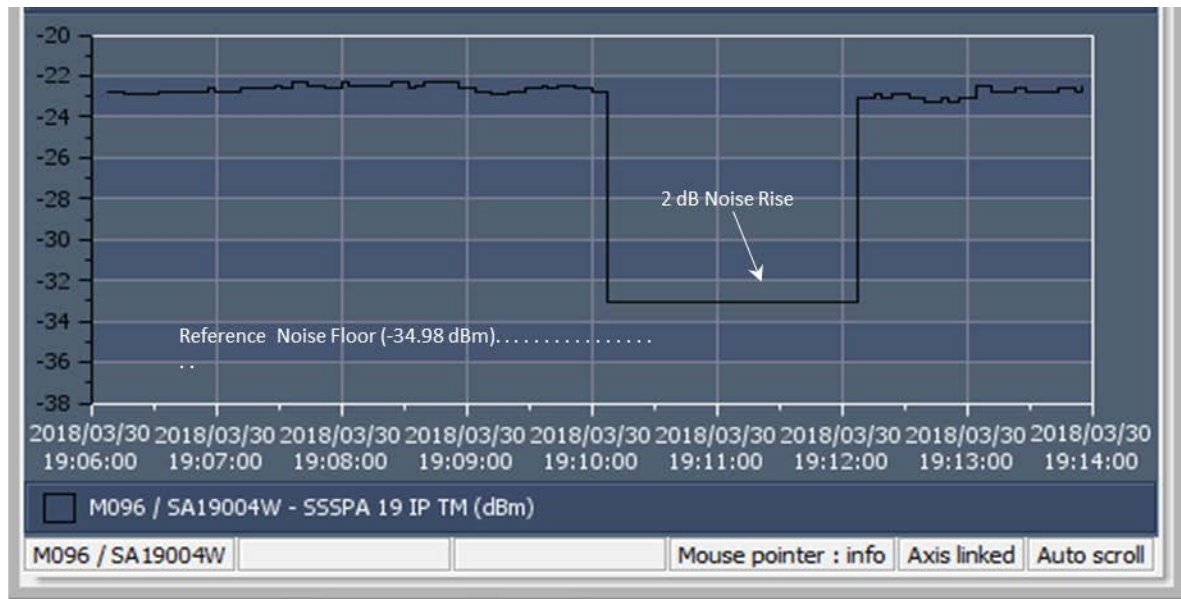 -20
-22
-24
-26
-28
2 dB Noise Rise
-30
-32
-34
Reference Noise Floor (-34.98 dBm). . . . . . . . . . . . . . . .
-36
. .
-38
2018/03/30 2018/03/30 2018/03/30 2018/03/30 2018/03/30 2018/03/30 2018/03/30 2018/03/30 2018/03/30
19:06:00 19:07:00 19:08:00 19:09:00 19:10:00 19:11:00 19:12:00 19:13:00 19:14:00
M096 / SA19004W - SSSPA 19 IP TM (dBm)
M096 / SA19004W Mouse pointer : info Axis linked Auto scroll